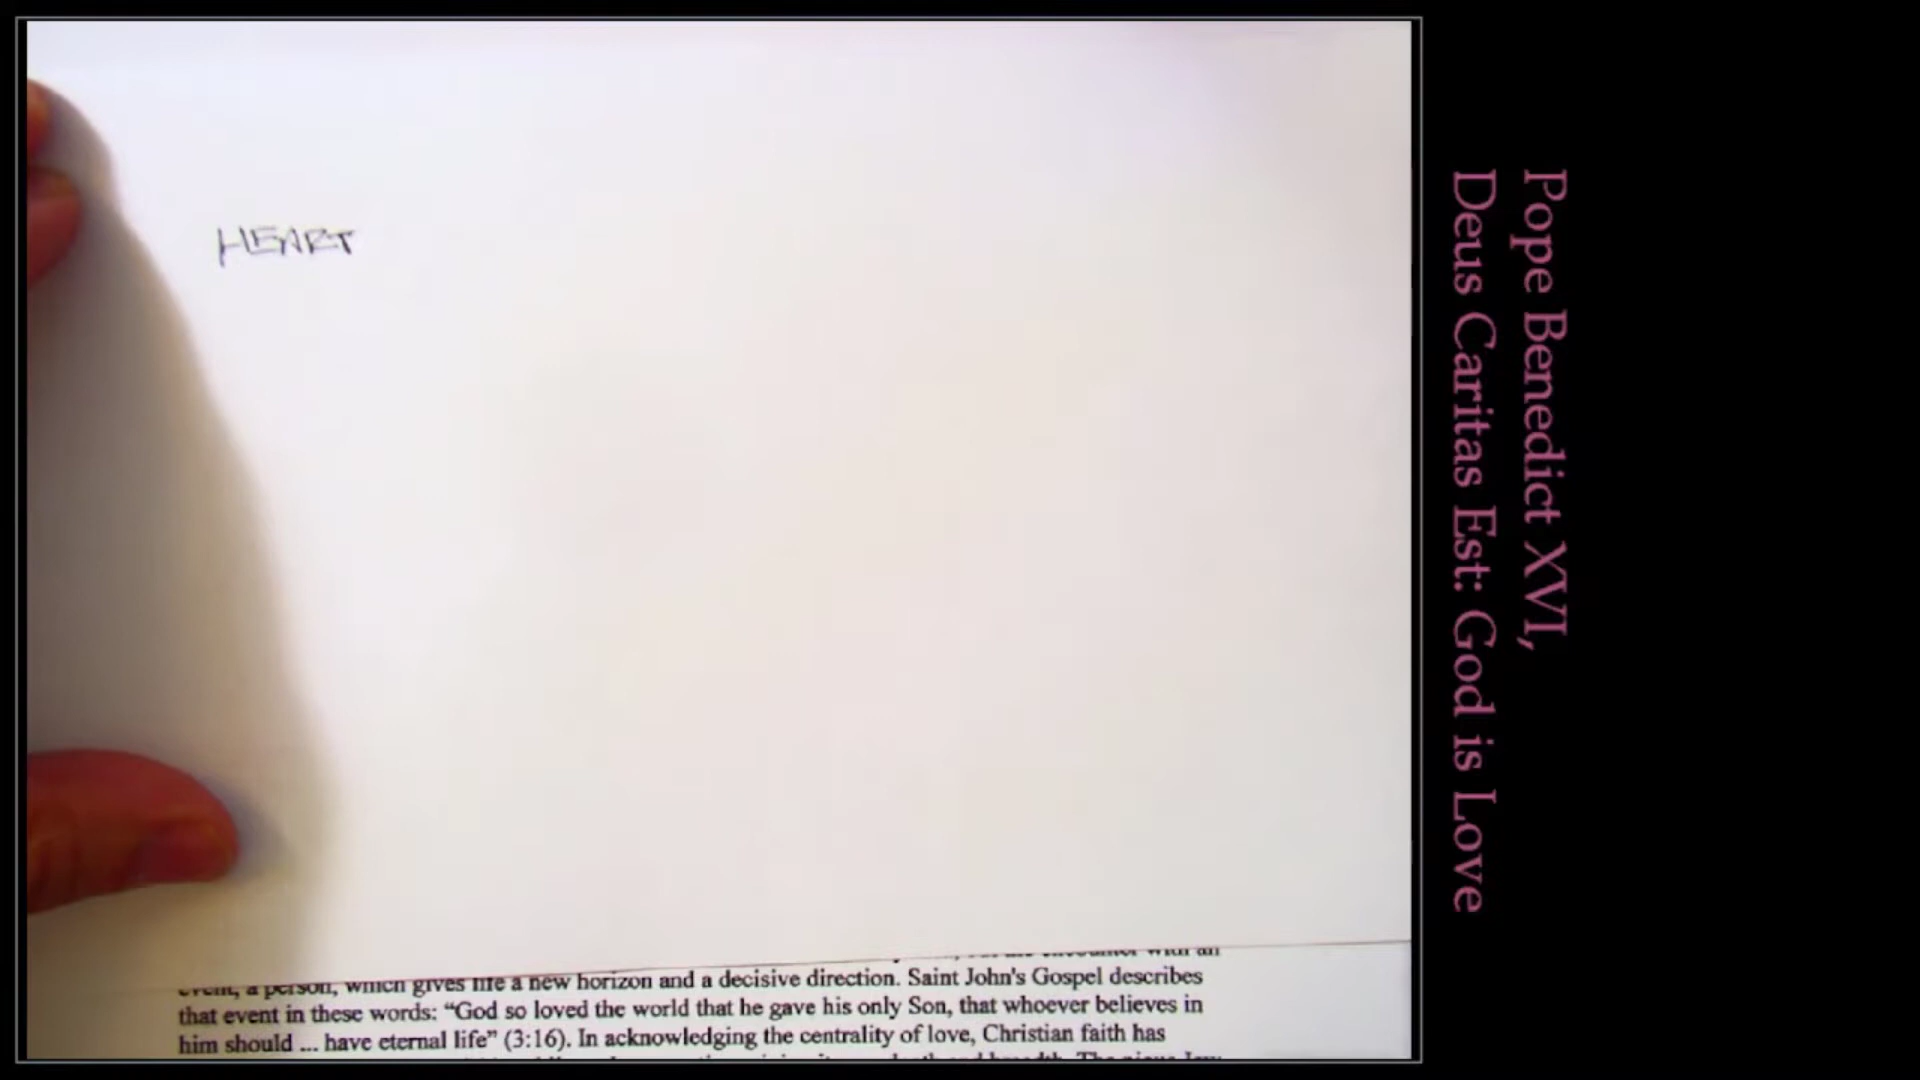 HEART
encounter with an
event, a person, which gives life a new horizon and a decisive direction. Saint John's Gospel describes
that event in these words: “God so loved the world that he gave his only Son, that whoever believes in
him should ... have eternal life” (3:16). In acknowledging the centrality of love, Christian faith has
Pope Benedict XVI,
Deus Caritas Est: God is Love